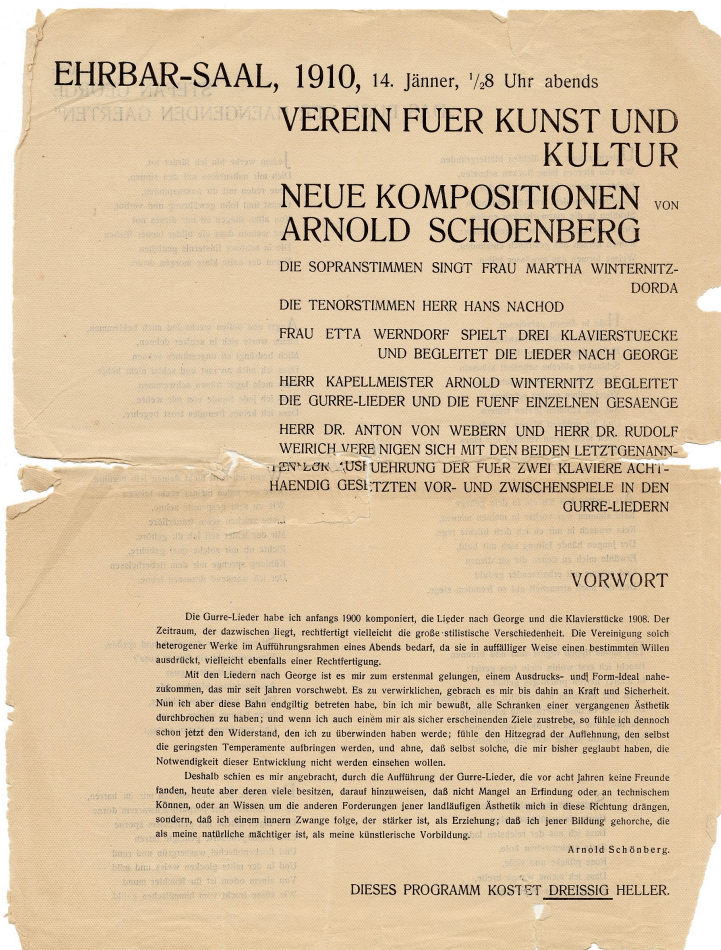 EHRBAR-SAAL, 1910, 14. Jänner, 1/28 Uhr abends
VEREIN FUER KUNST UND
KULTUR
NEUE KOMPOSITIONEN VON
ARNOLD SCHOENBERG
DIE SOPRANSTIMMEN SINGT FRAU MARTHA WINTERNITZ-
DORDA
DIE TENORSTIMMEN HERR HANS NACHOD
FRAU ETTA WERNDORF SPIELT DREI KLAVIERSTUECKE
UND BEGLEITET DIE LIEDER NACH GEORGE
HERR KAPELLMEISTER ARNOLD WINTERNITZ BEGLEITET
DIE GURRE-LIEDER UND DIE FUENF EINZELNEN GESAENGE
HERR DR. ANTON VON WEBERN UND HERR DR. RUDOLF
WEIRICH VEREINIGEN SICH MIT DEN BEIDEN LETZTGENANN-
TEN ZUR AUSFUEHRUNG DER FUER ZWEI KLAVIERE ACHT-
HAENDIG GESETZTEN VOR- UND ZWISCHENSPIELE IN DEN
GURRE-LIEDERN
VORWORT
Die Gurre-Lieder habe ich anfangs 1900 komponiert, die Lieder nach George und die Klavierstücke 1908. Der
Zeitraum, der dazwischen liegt, rechtfertigt vielleicht die große stilistische Verschiedenheit. Die Vereinigung solch
heterogener Werke im Aufführungsrahmen eines Abends bedarf, da sie in auffälliger Weise einen bestimmten Willen
ausdrückt, vielleicht ebenfalls einer Rechtfertigung.
Mit den Liedern nach George ist es mir zum erstenmal gelungen, einem Ausdrucks- und Form-Ideal nahe-
zukommen, das mir seit Jahren vorschwebt. Es zu verwirklichen, gebrach es mir bis dahin an Kraft und Sicherheit.
Nun ich aber diese Bahn endgiltig betreten habe, bin ich mir bewußt, alle Schranken einer vergangenen Ästhetik
durchbrochen zu haben; und wenn ich auch einem mir als sicher erscheinenden Ziele zustrebe, so fühle ich dennoch
schon jetzt den Widerstand, den ich zu überwinden haben werde; fühle den Hitzegrad der Auflehnung, den selbst
die geringsten Temperamente aufbringen werden, und ahne, daß selbst solche, die mir bisher geglaubt haben, die
Notwendigkeit dieser Entwicklung nicht werden einsehen wollen.
Deshalb schien es mir angebracht, durch die Aufführung der Gurre-Lieder, die vor acht Jahren keine Freunde
fanden, heute aber deren viele besitzen, darauf hinzuweisen, daß nicht Mangel an Erfindung oder an technischem
Können, oder an Wissen um die anderen Forderungen jener landläufigen Ästhetik mich in diese Richtung drängen,
sondern, daß ich einem innern Zwange folge, der stärker ist, als Erziehung; daß ich jener Bildung gehorche, die
als meine natürliche mächtiger ist, als meine künstlerische Vorbildung.
Arnold Schönberg.
DIESES PROGRAMM KOSTET DREISSIG HELLER.